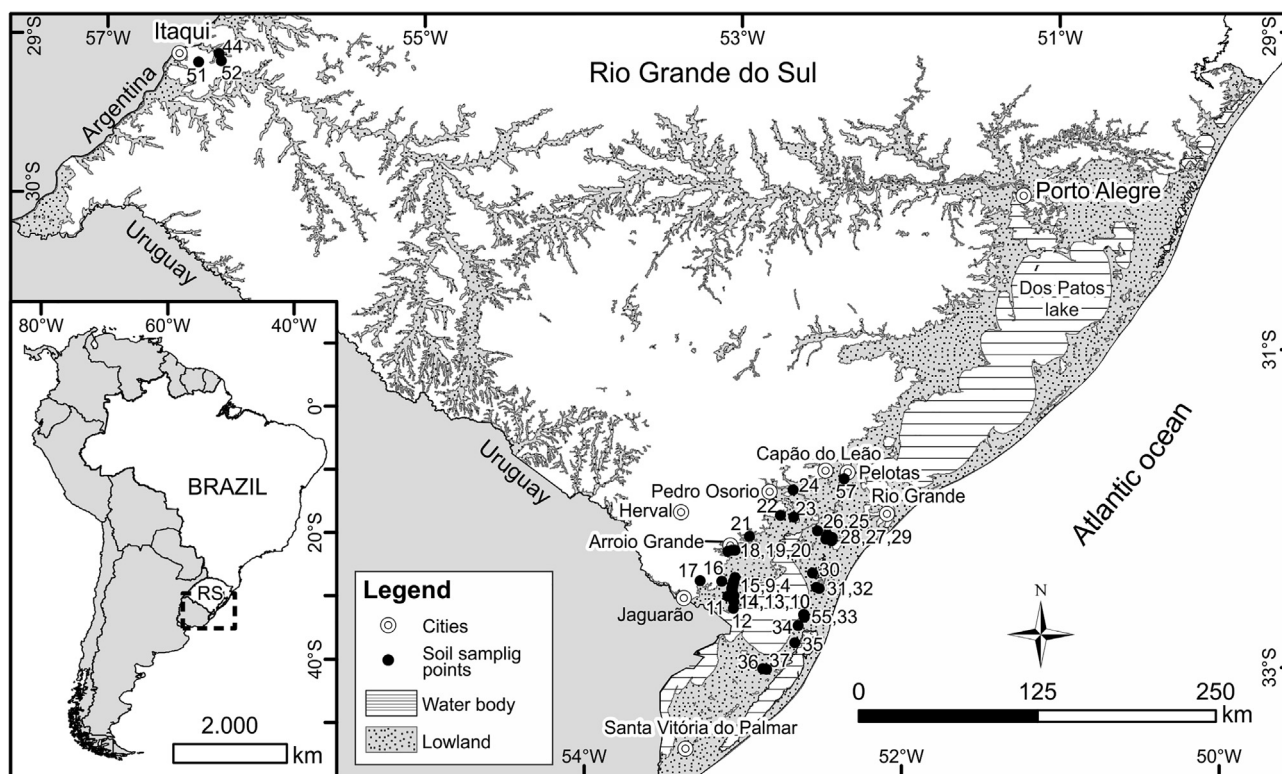 57°W
55°W
53°W
51°W
29°S
29°S
Itaqui
44
51
52
Argentina
Rio Grande do Sul
30°S
Porto Alegre
Uruguay
Dos Patos
lake
31°S
80°W
60°W
40°W
0°
10°S
20°S
40°S
BRAZIL
RS
2.000
km
Uruguay
Atlantic ocean
Capão do Leão
Pelotas
57
Rio Grande
Pedro Osorio
24
Herval
22
23
21
26,25
28,27,29
Arroio Grande
18,19,20
17
16
30
15,9-4
31,32
14,13,10
11
12
Jaguarão
55,33
34
35
36
37
Santa Vitória do Palmar
Legend
Cities
Soil samplig
points
Water body
Lowland
N
0
125
250
km
33°S
54°W
52°W
50°W